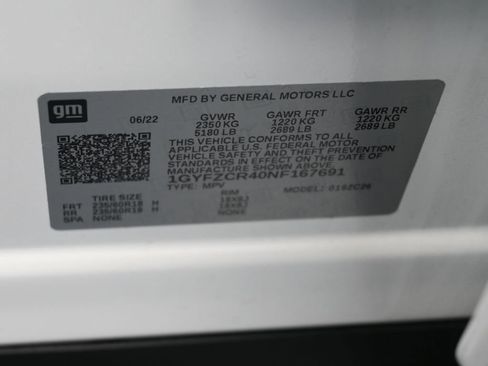 gm
MFD BY GENERAL MOTORS LLC
06/22 GVWR GAWR FRT GAWR RR
2350 KG 1220 KG 1220 KG
5180 LB 2689 LB 2689 LB
THIS VEHICLE CONFORMS TO ALL
APPLICABLE U.S. FEDERAL MOTOR
VEHICLE SAFETY AND THEFT PREVENTION
STANDARDS IN EFFECT ON THE DATE OF
MANUFACTURE SHOWN ABOVE.
1GYFZCR40NF167691
TYPE: MPV MODEL:
TIRE SIZE RIM
FRT 235/60R18 H 18X8J
RR 235/60R18 H 18X8J
SPA NONE NONE